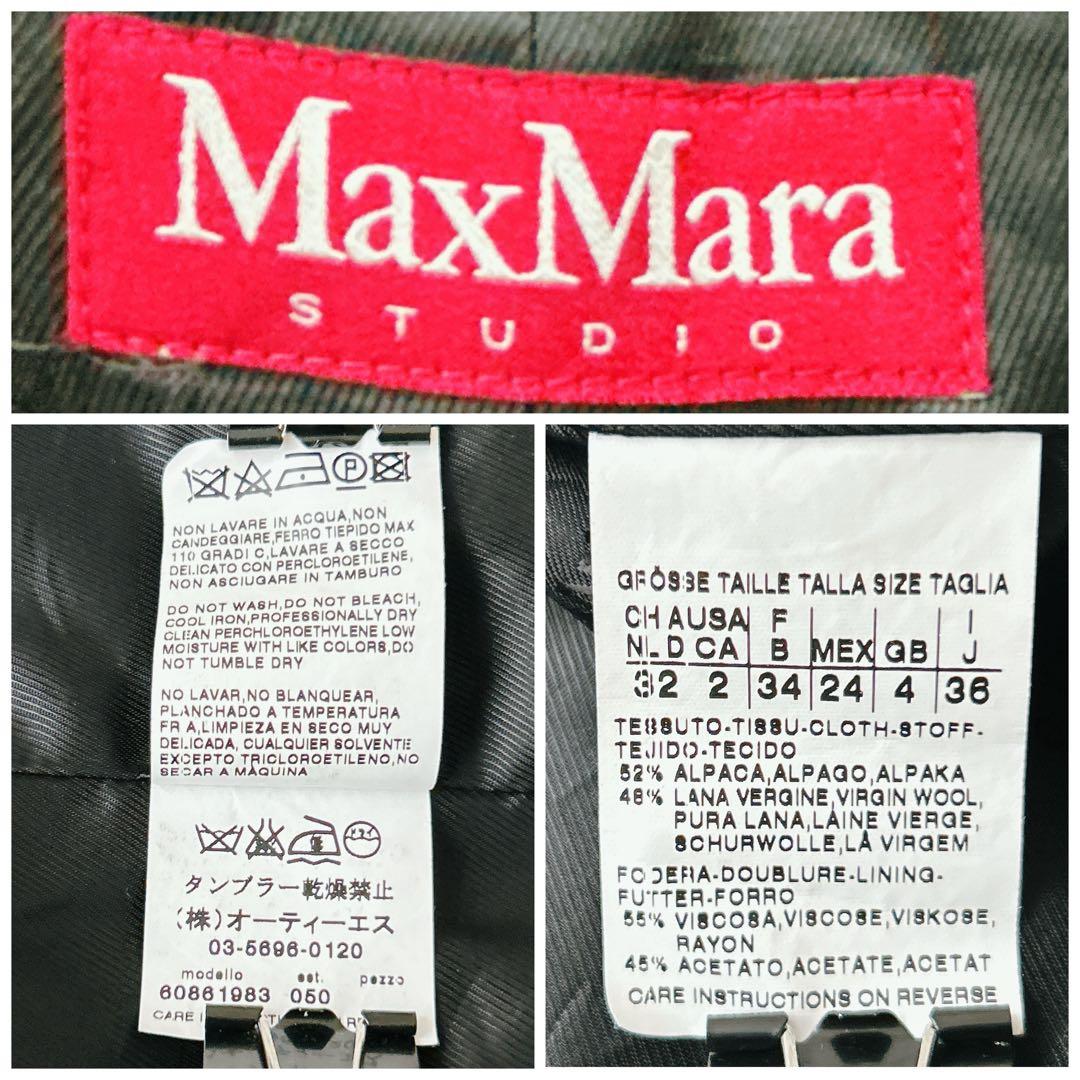 MaxMara
STUDIO
NON LAVARE IN ACQUA,NON
CANDEGGIARE,FERRO TIEPIDO MAX
110 GRADI C,LAVARE A SECCO
DELICATO CON PERCLOROETILENE,
NON ASCIUGARE IN TAMBURO
DO NOT WASH,DO NOT BLEACH,
COOL IRON,PROFESSIONALLY DRY
CLEAN PERCHLOROETHYLENE LOW
MOISTURE WITH LIKE COLORS,DO
NOT TUMBLE DRY
NO LAVAR,NO BLANQUEAR,
PLANCHADO A TEMPERATURA
FRIA,LIMPIEZA EN SECO MUY
DELICADA, CUALQUIER SOLVENTE
EXCEPTO TRICLOROETILENO,NO
SECAR A MAQUINA
ドライ
タンブラー乾燥禁止
(株)オーティーエス
03-5696-0120
modello est. pezzo
60861983 050
CARE I
GRÖSSE TAILLE TALLA SIZE TAGLIA
CH A USA F I
NL D CA B MEX GB J
32 2 34 24 4 36
TESSUTO-TISSU-CLOTH-STOFF-
TEJIDO-TECIDO
52% ALPACA,ALPAGO,ALPAKA
48% LANA VERGINE,VIRGIN WOOL,
PURA LANA,LAINE VIERGE,
SCHURWOLLE,LÀ VIRGEM
FODERA-DOUBLURE-LINING-
FUTTER-FORRO
55% VISCOSA,VISCOSE,VISKOSE,
RAYON
45% ACETATO,ACETATE,ACETAT
CARE INSTRUCTIONS ON REVERSE